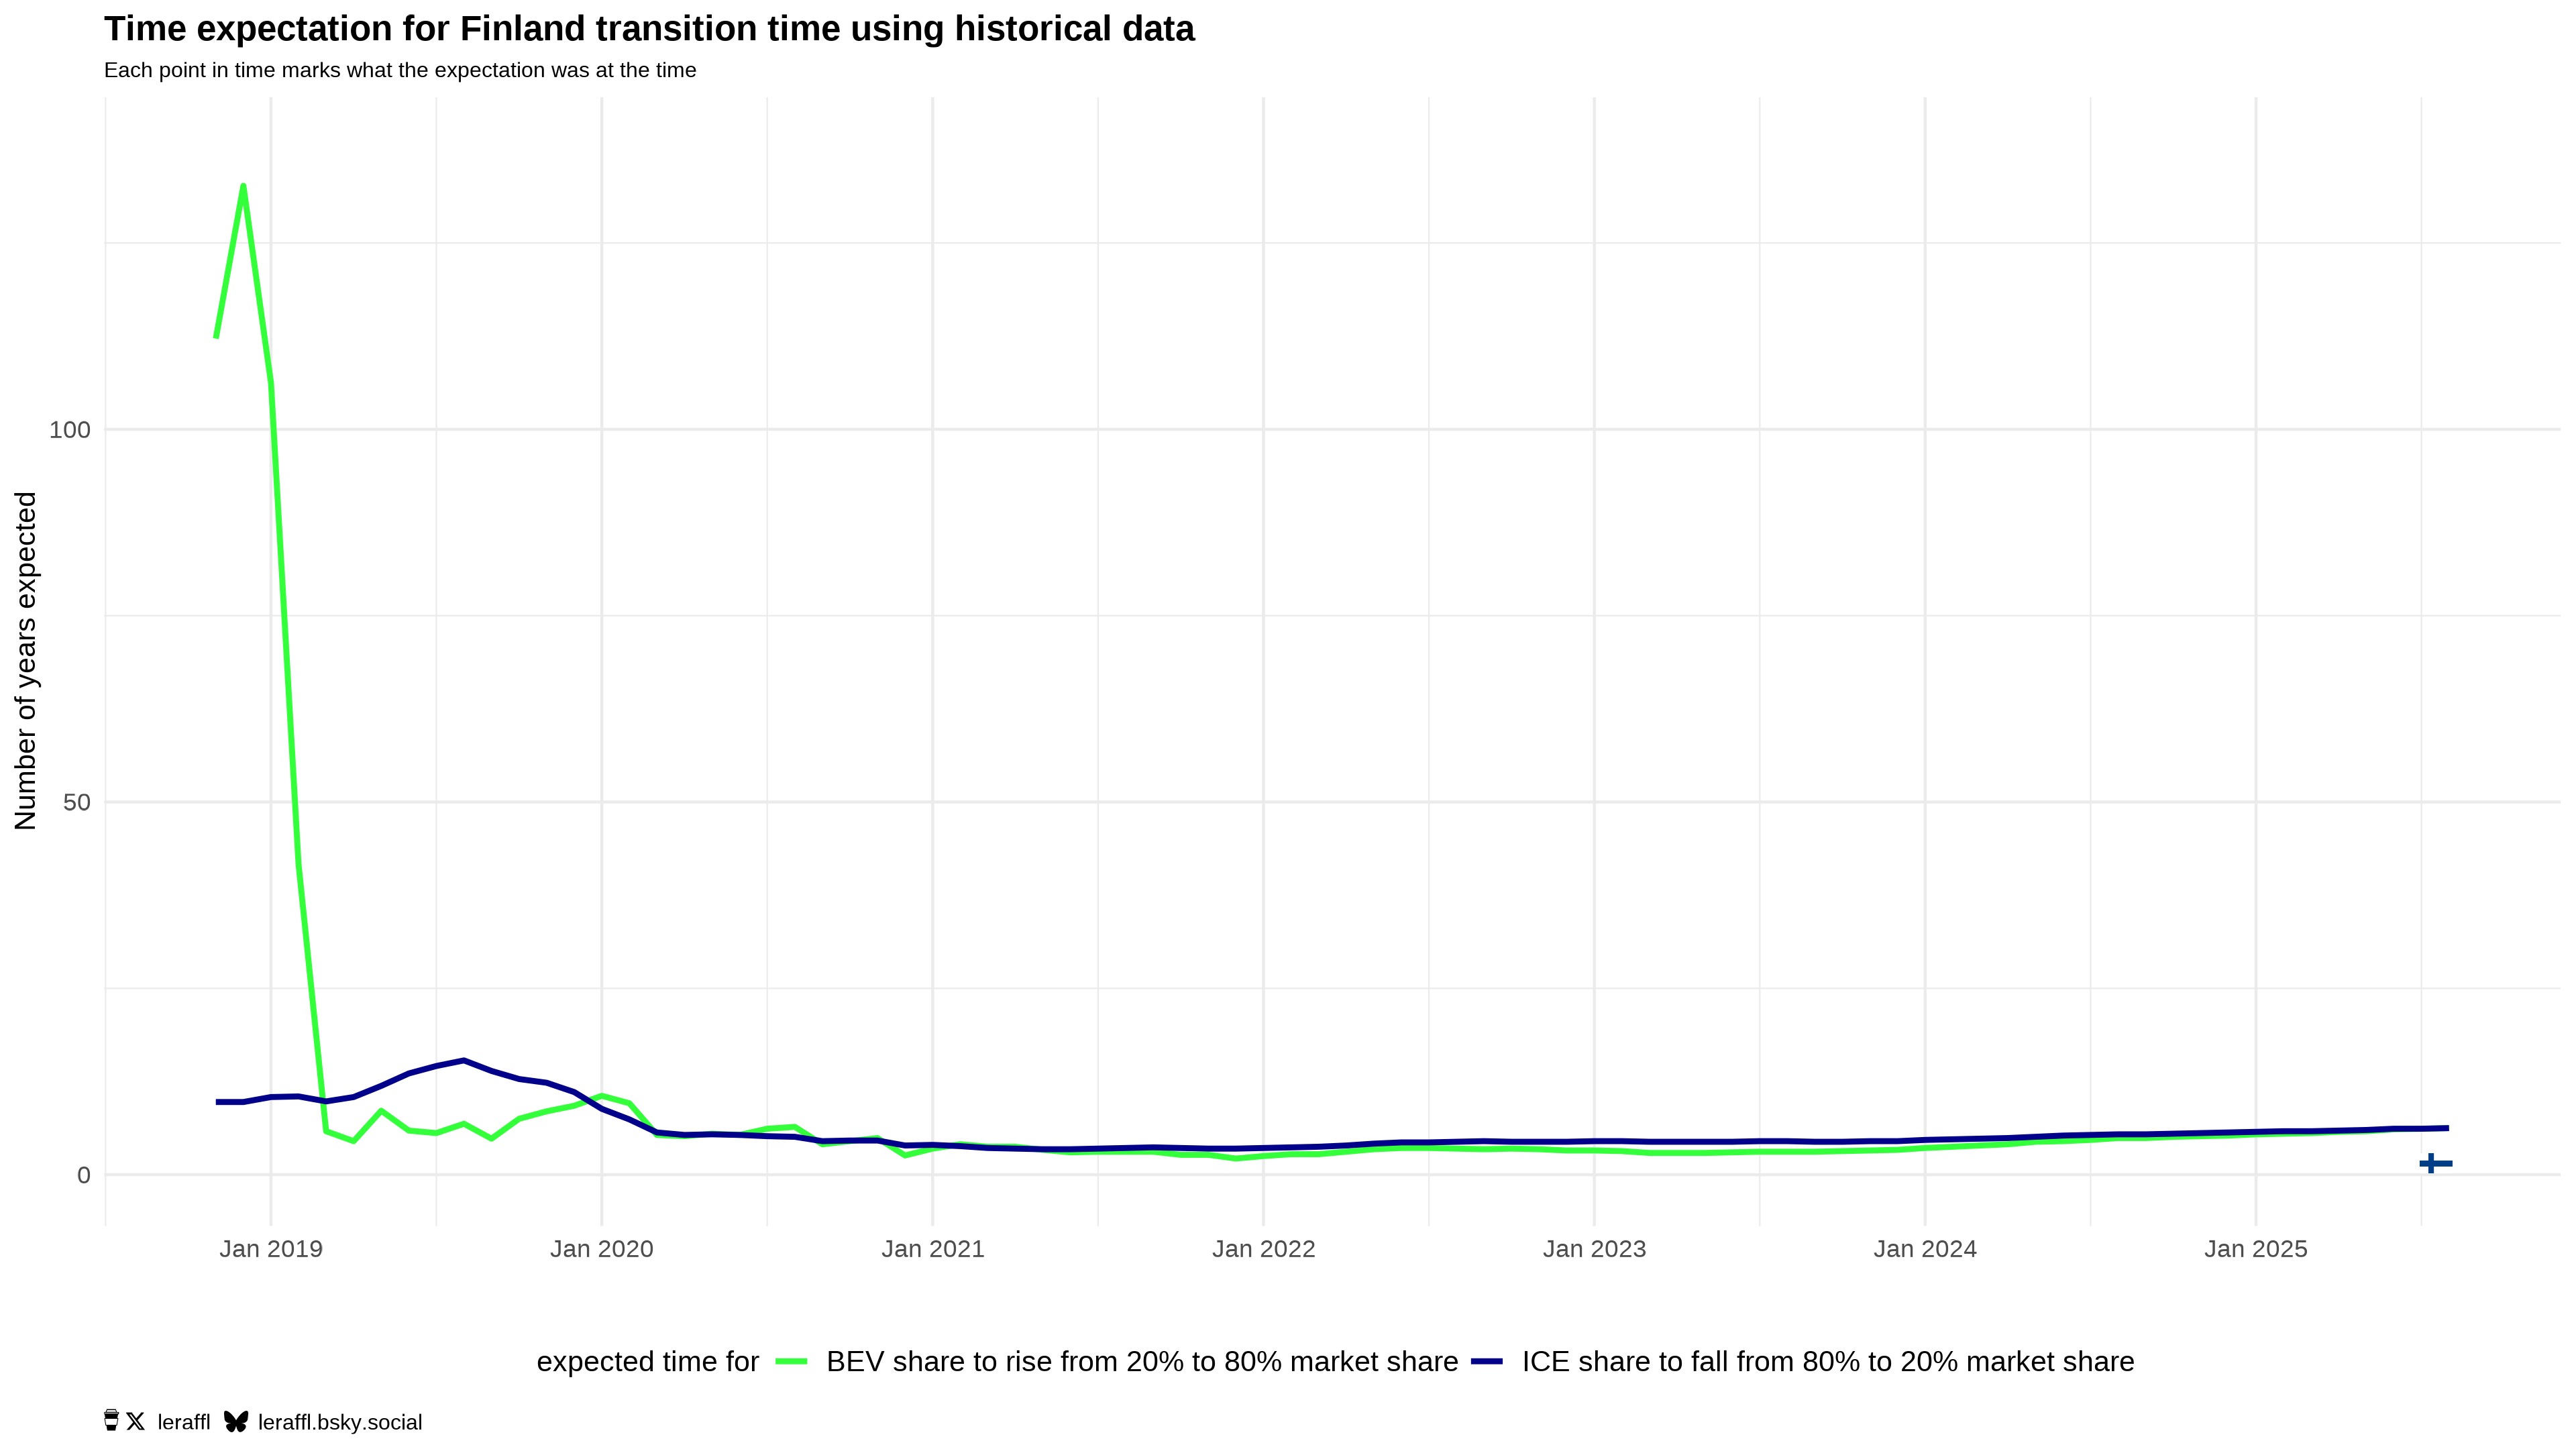 Time expectation for Finland transition time using historical data
Each point in time marks what the expectation was at the time
Number of years expected
100
50
0
Jan 2019 Jan 2020 Jan 2021 Jan 2022 Jan 2023 Jan 2024 Jan 2025
expected time for BEV share to rise from 20% to 80% market share ICE share to fall from 80% to 20% market share
leraffl leraffl.bsky.social